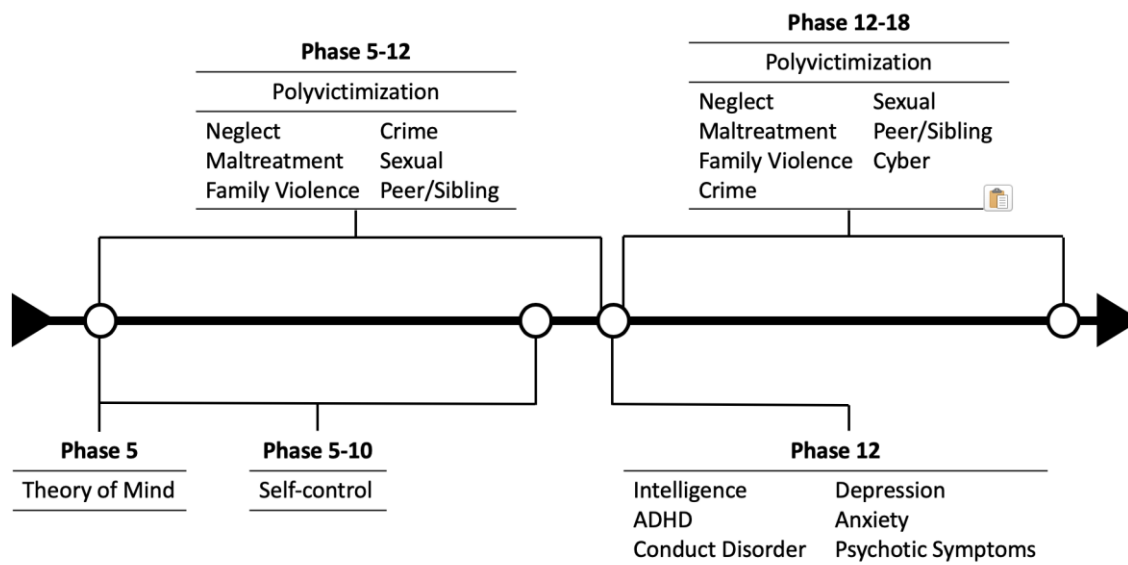 Phase 5-12
Polyvictimization
Neglect Crime
Maltreatment Sexual
Family Violence Peer/Sibling
Phase 12-18
Polyvictimization
Neglect Sexual
Maltreatment Peer/Sibling
Family Violence Cyber
Crime
Phase 5
Theory of Mind
Phase 5-10
Self-control
Phase 12
Intelligence Depression
ADHD Anxiety
Conduct Disorder Psychotic Symptoms